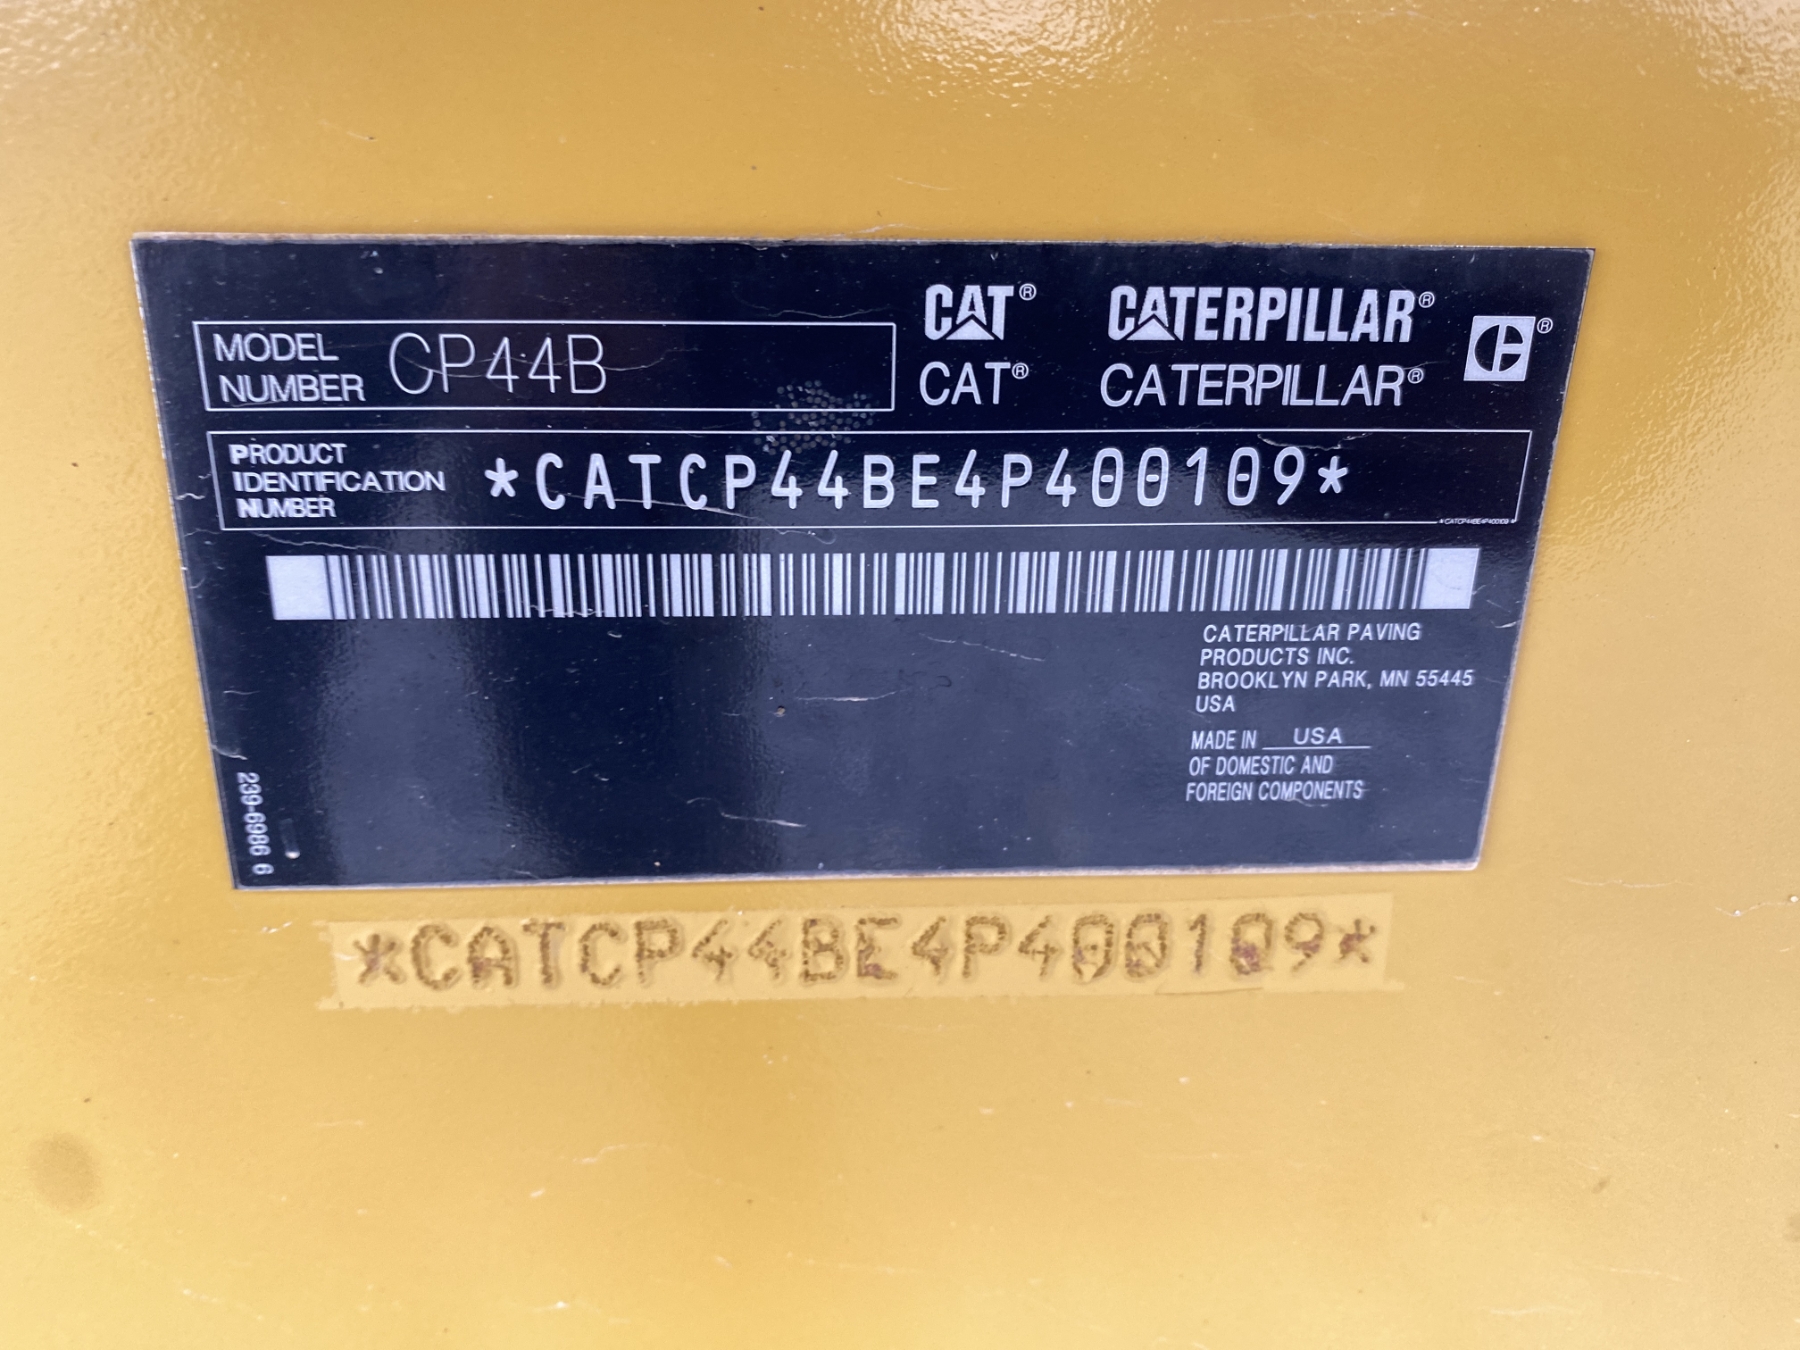 MODEL NUMBER CP44B
CAT® CATERPILLAR®
CAT® CATERPILLAR®
PRODUCT IDENTIFICATION NUMBER *CATCP44BE4P400109*
*CATCP44BE4P400109*
CATERPILLAR PAVING
PRODUCTS INC.
BROOKLYN PARK, MN 55445
USA
MADE IN USA
OF DOMESTIC AND
FOREIGN COMPONENTS
239-6986 6
*CATCP44BE4P400109*